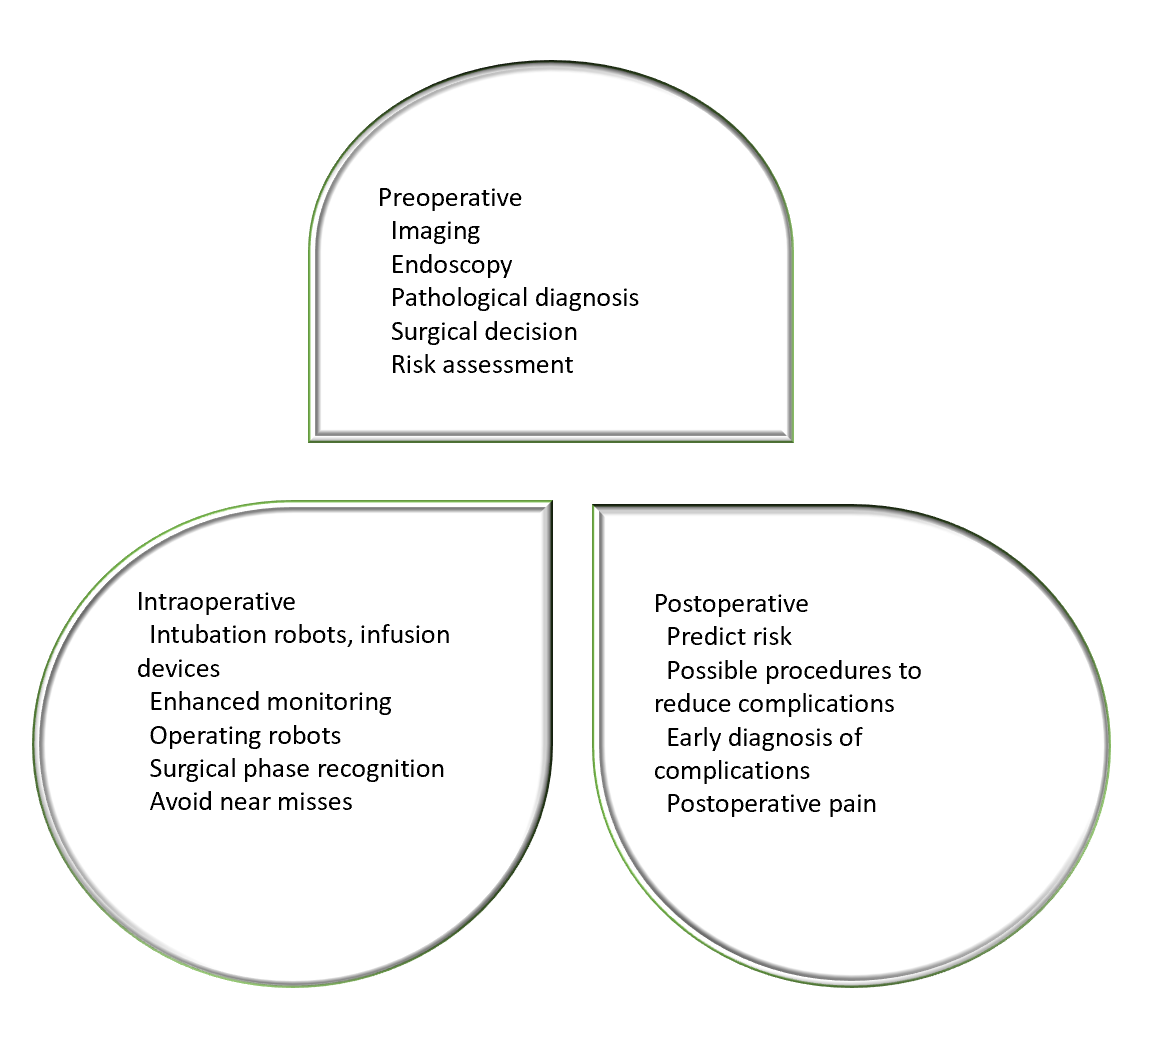 Preoperative
Imaging
Endoscopy
Pathological diagnosis
Surgical decision
Risk assessment
Intraoperative
Intubation robots, infusion
devices
Enhanced monitoring
Operating robots
Surgical phase recognition
Avoid near misses
Postoperative
Predict risk
Possible procedures to
reduce complications
Early diagnosis of
complications
Postoperative pain